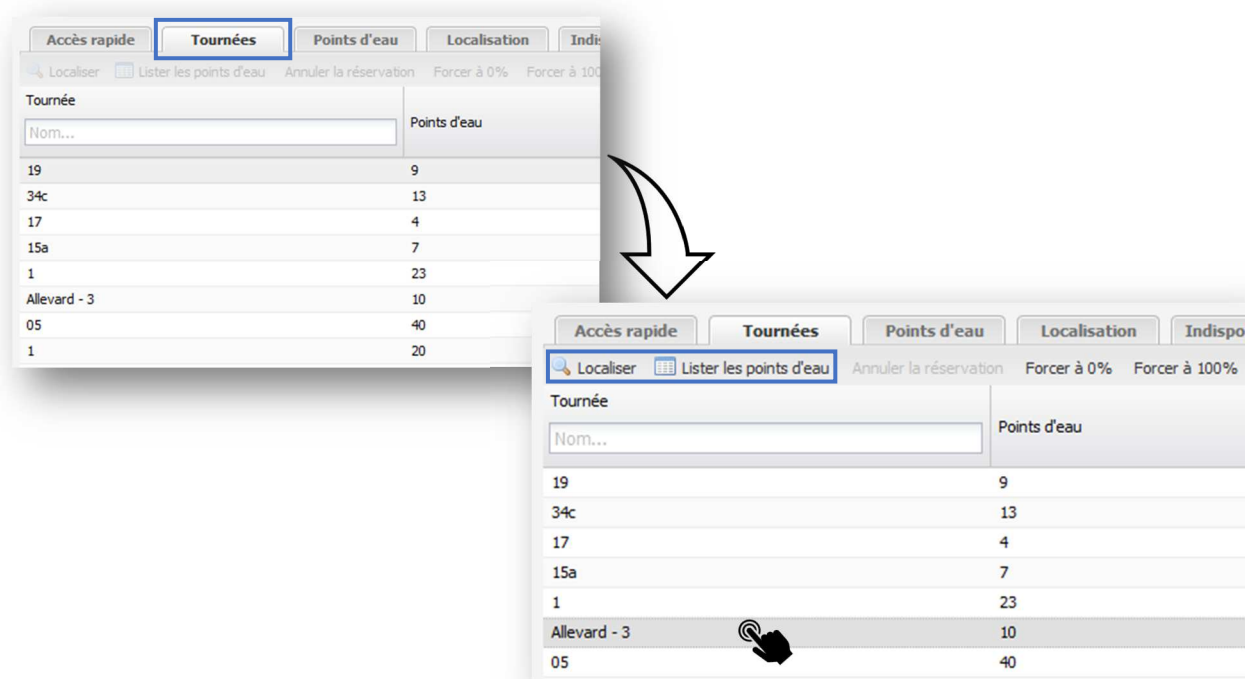 Accès rapide Tournées Points d'eau Localisation Indis
Localiser Lister les points d'eau Annuler la réservation Forcer à 0% Forcer à 100
Tournée
Points d'eau
Nom...
19 9
34c 13
17 4
15a 7
1 23
Allevard - 3 10
05 40
1 20
Accès rapide Tournées Points d'eau Localisation Indispo
Localiser Lister les points d'eau Annuler la réservation Forcer à 0% Forcer à 100%
Tournée
Points d'eau
Nom...
19 9
34c 13
17 4
15a 7
1 23
Allevard - 3 10
05 40